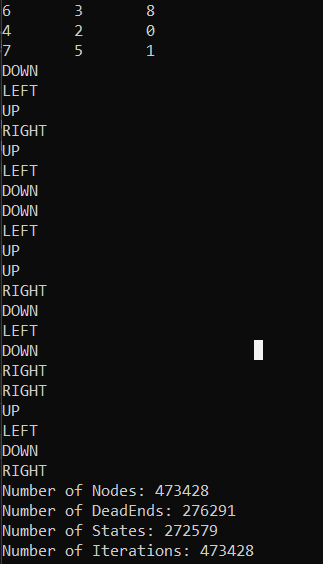 6 3 8
4 2 0
7 5 1
DOWN
LEFT
UP
RIGHT
UP
LEFT
DOWN
DOWN
LEFT
UP
UP
RIGHT
DOWN
LEFT
DOWN
RIGHT
RIGHT
UP
LEFT
DOWN
RIGHT
Number of Nodes: 473428
Number of DeadEnds: 276291
Number of States: 272579
Number of Iterations: 473428